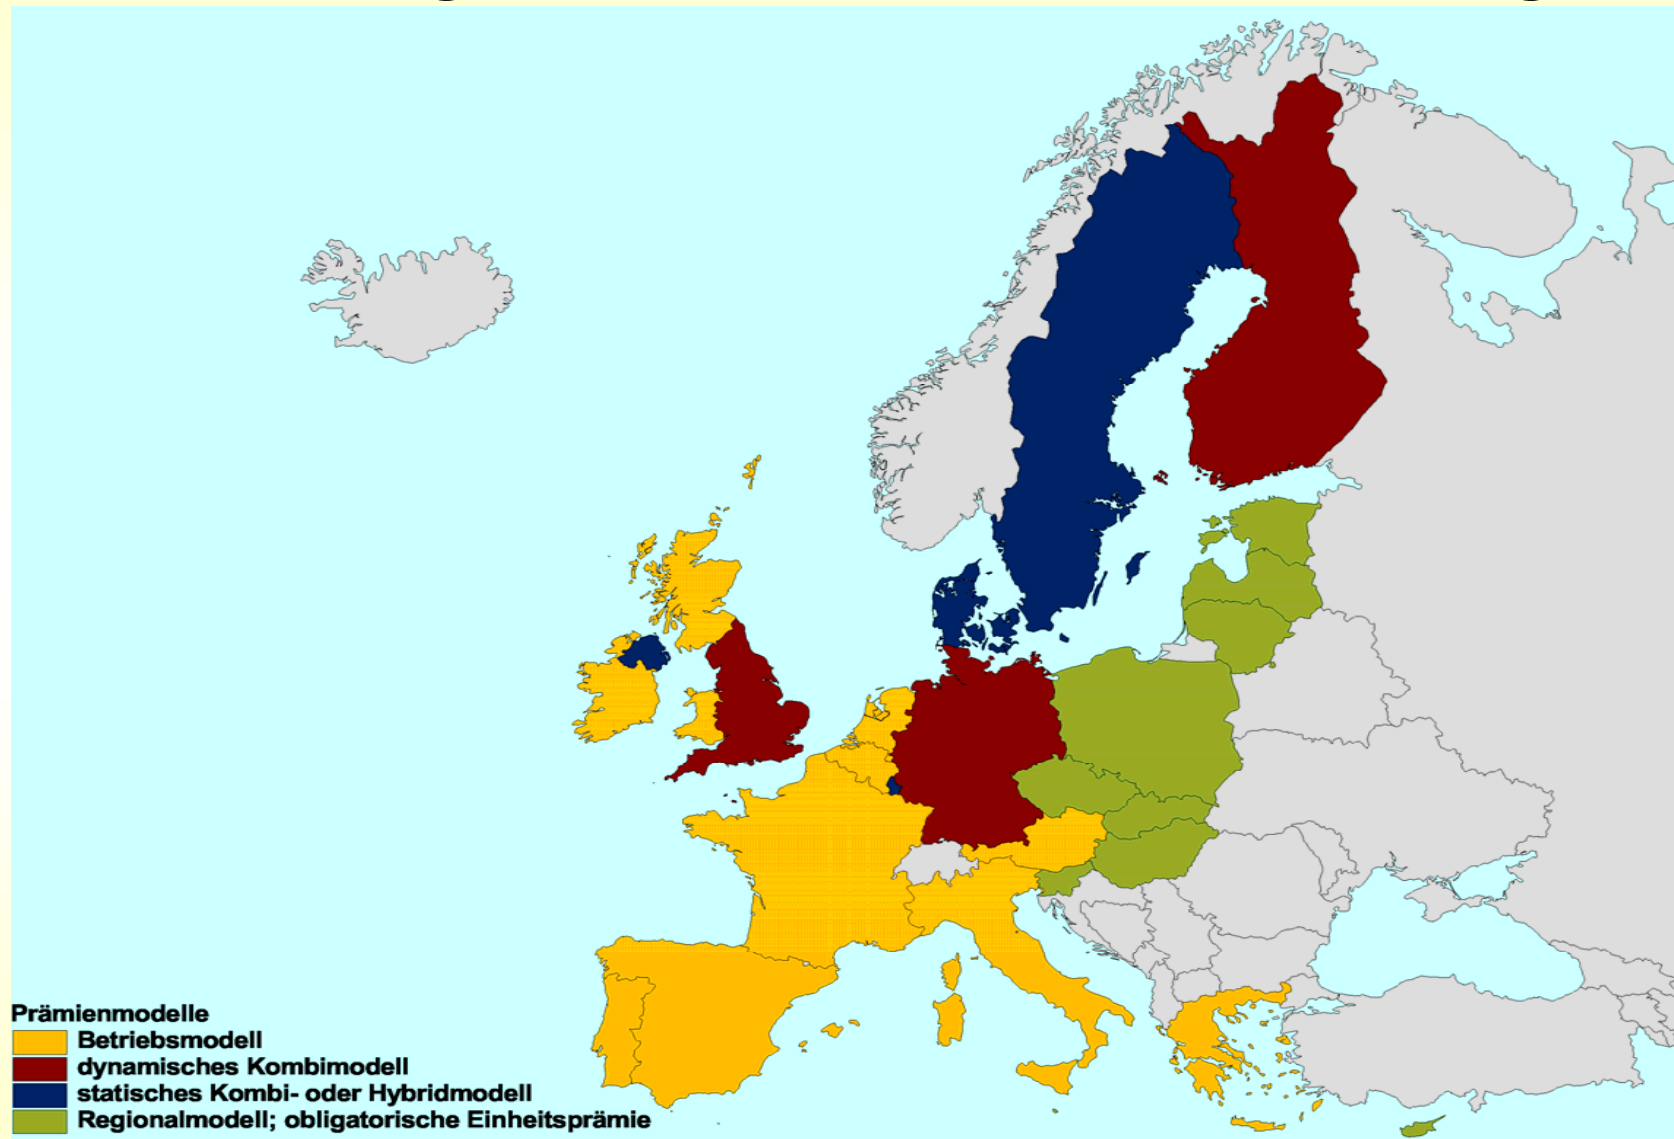 Prämienmodelle
Betriebsmodell
dynamisches Kombimodell
statisches Kombi- oder Hybridmodell
Regionalmodell; obligatorische Einheitsprämie